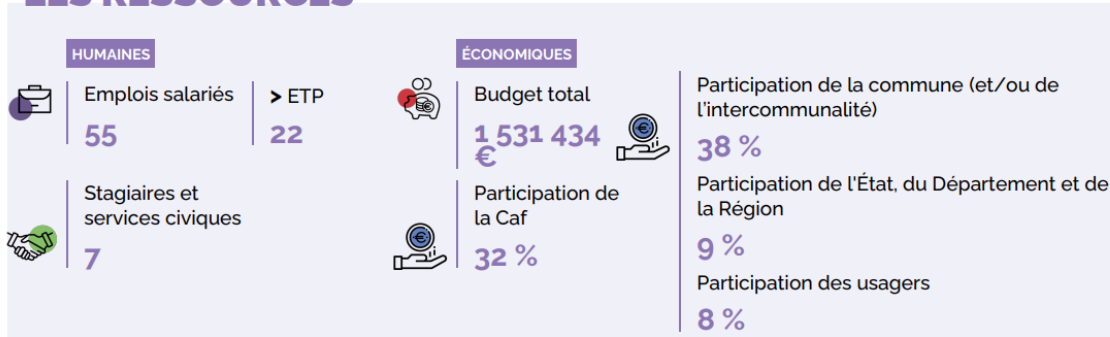 LES RESSOURCES
HUMAINES
Emplois salariés
55
> ETP
22
Stagiaires et
services civiques
7
ÉCONOMIQUES
Budget total
1 531 434
€
Participation de
la Caf
32 %
Participation de la commune (et/ou de
l'intercommunalité)
38 %
Participation de l'État, du Département et de
la Région
9 %
Participation des usagers
8 %